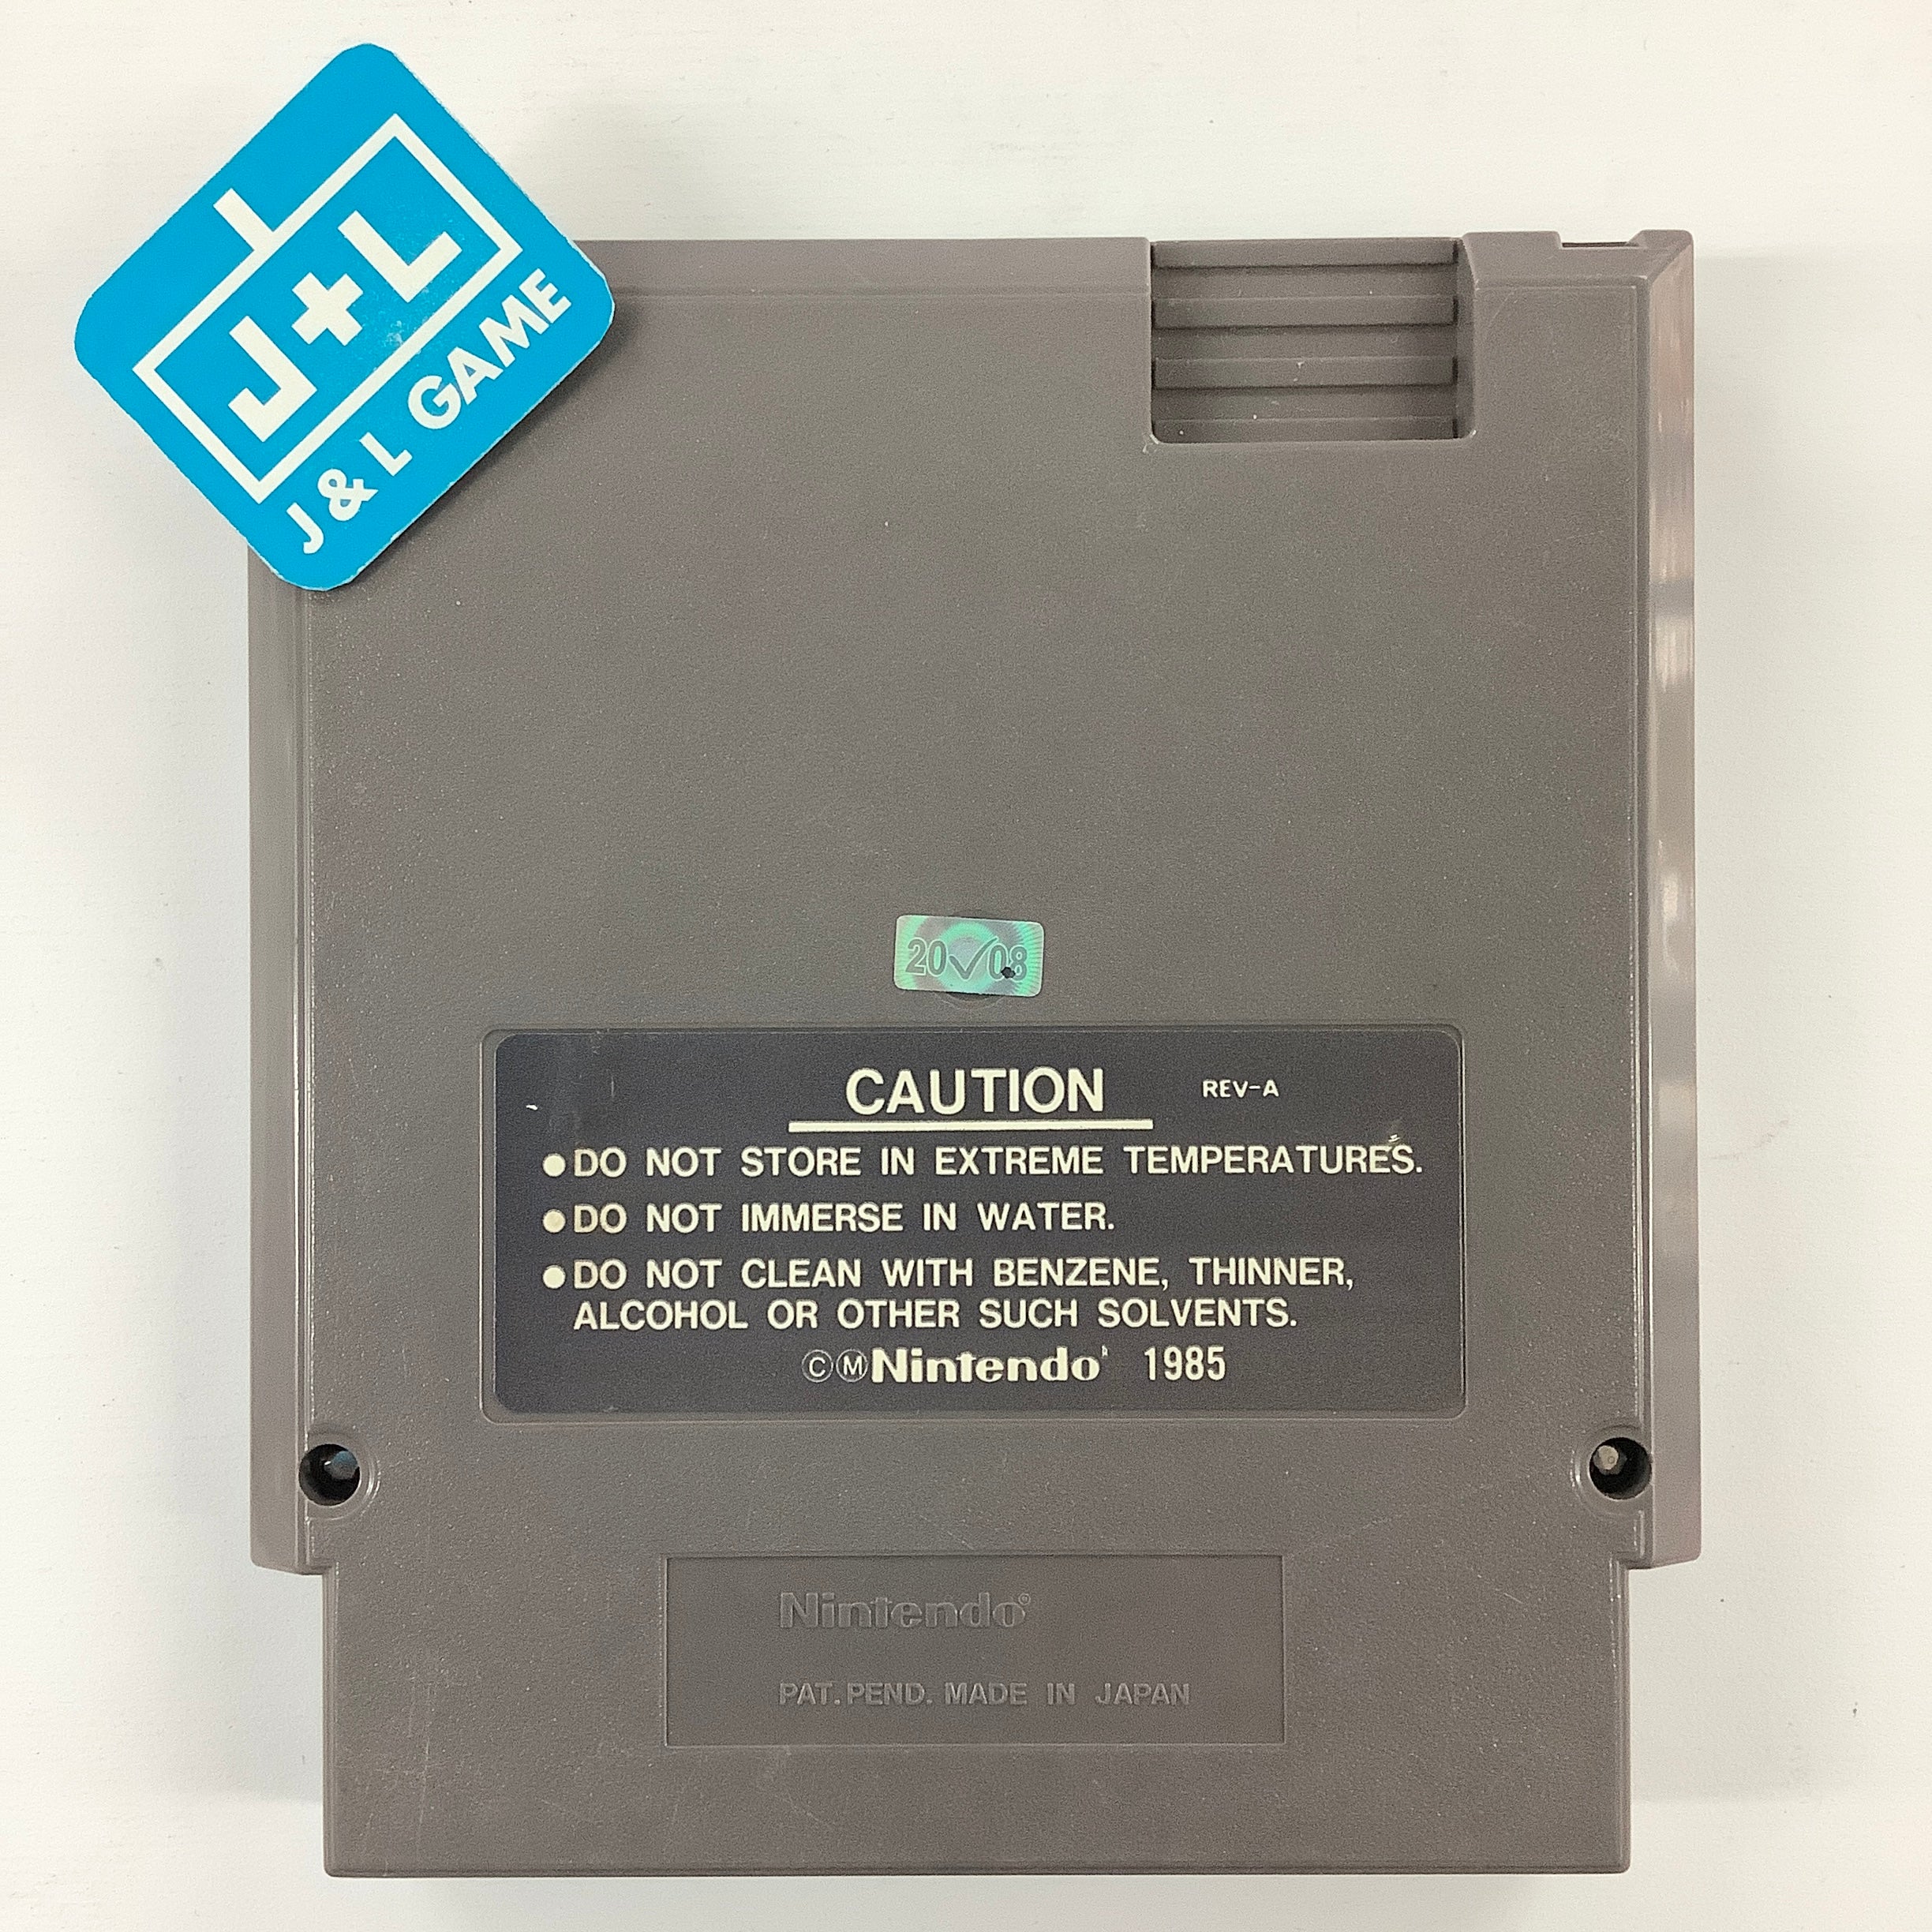 J+L
J & L GAME
20✓08
CAUTION REV-A
●DO NOT STORE IN EXTREME TEMPERATURES.
●DO NOT IMMERSE IN WATER.
●DO NOT CLEAN WITH BENZENE, THINNER,
ALCOHOL OR OTHER SUCH SOLVENTS.
ⒸⓂNintendo 1985
Nintendo®
PAT. PEND. MADE IN JAPAN